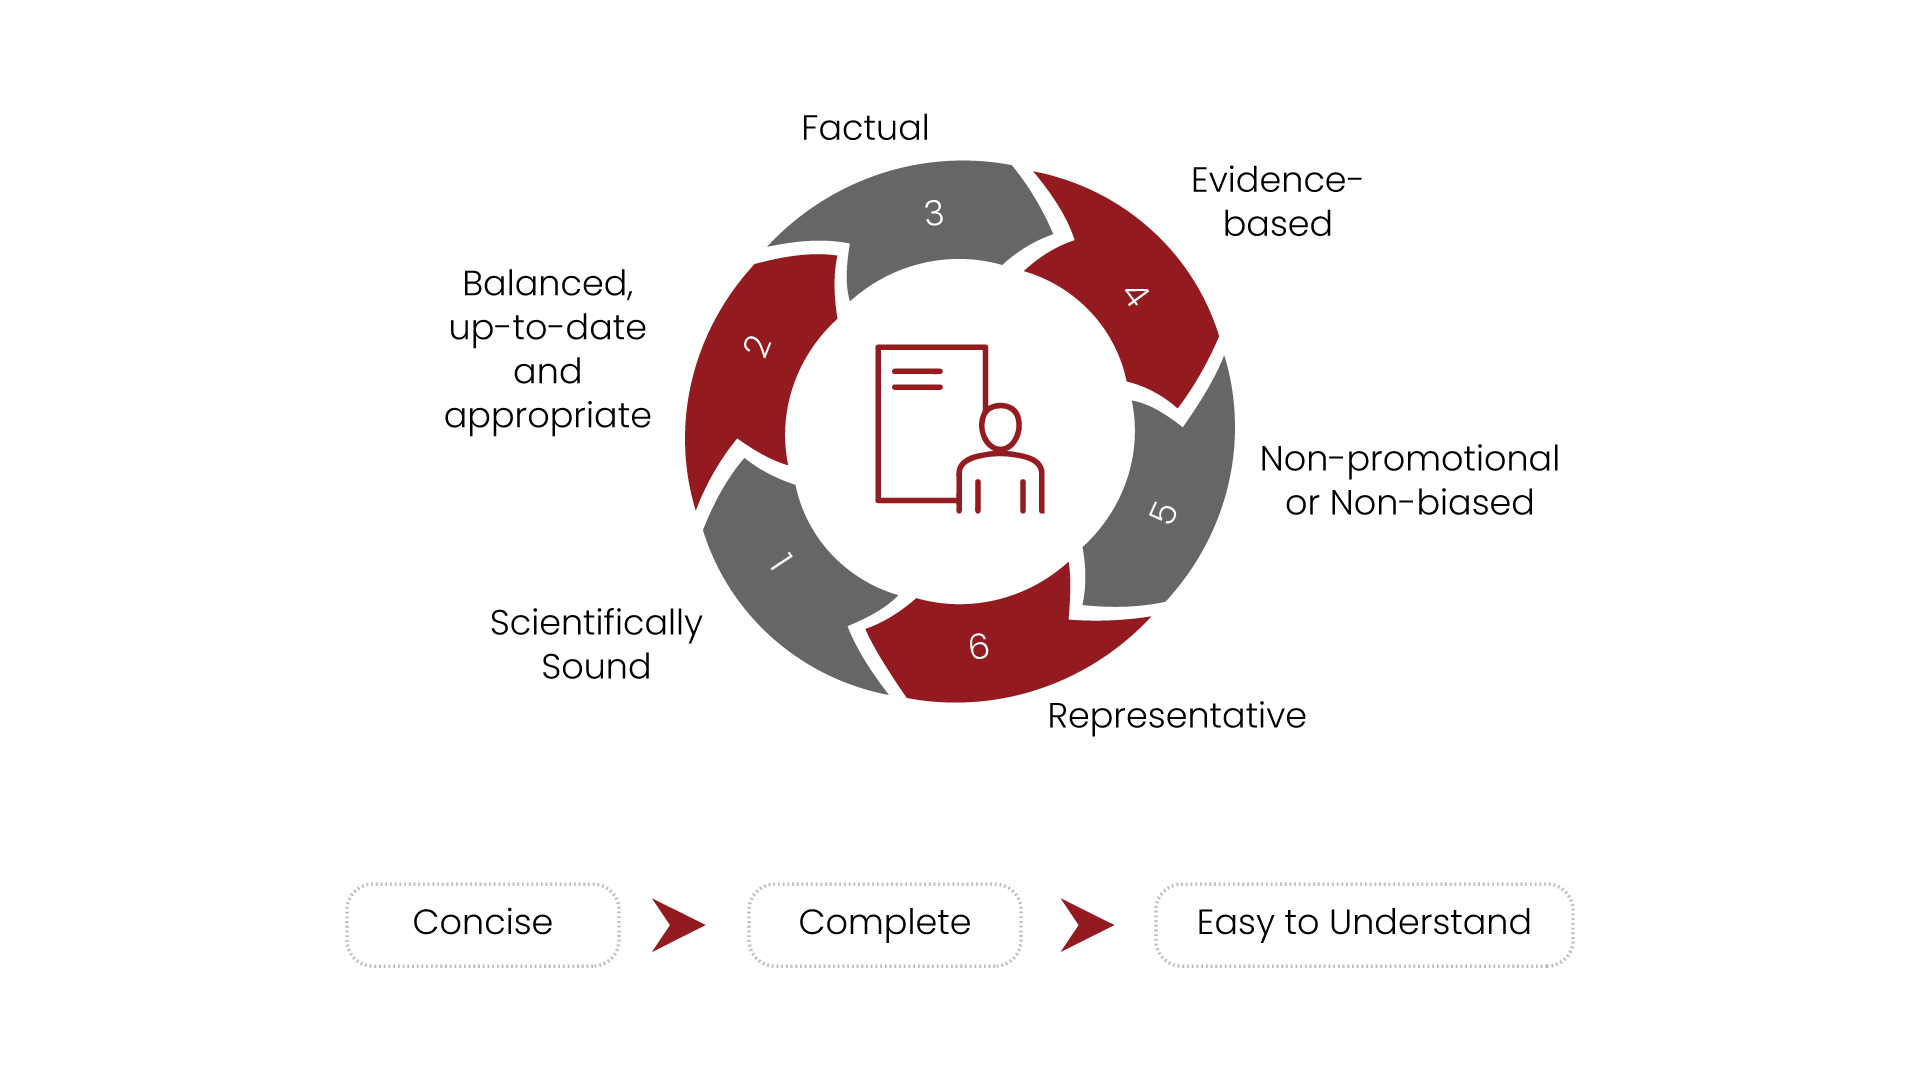 Factual
3
Evidence-
based
4
Balanced,
up-to-date
and
appropriate
2
Non-promotional
or Non-biased
5
1
Scientifically
Sound
6
Representative
Concise
Complete
Easy to Understand